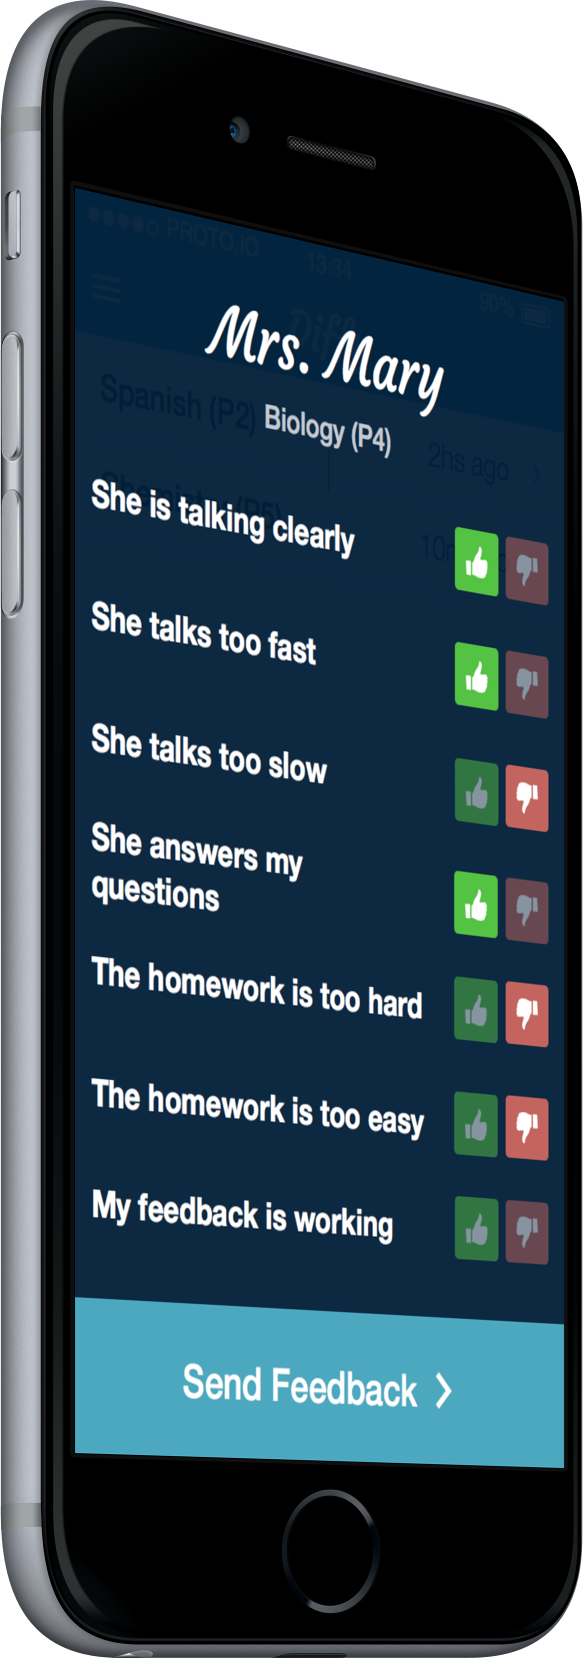 PROTO.IO
13:34
90%
Mrs. Mary
Spanish (P2)
Biology (P4)
2hs ago
She is talking clearly
She talks too fast
She talks too slow
She answers my
questions
The homework is too hard
The homework is too easy
My feedback is working
Send Feedback